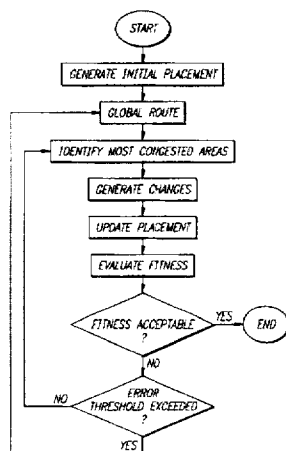 START
GENERATE INITIAL PLACEMENT
GLOBAL ROUTE
IDENTIFY MOST CONGESTED AREAS
GENERATE CHANGES
UPDATE PLACEMENT
EVALUATE FITNESS
FITNESS ACCEPTABLE
?
YES
END
NO
ERROR
THRESHOLD EXCEEDED
?
NO
YES